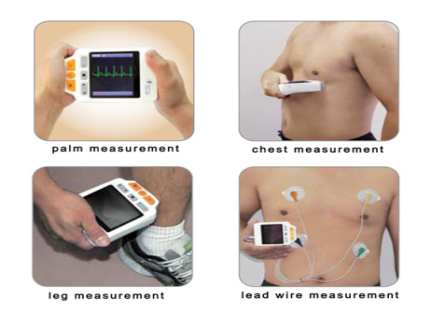 palm measurement
chest measurement
leg measurement
lead wire measurement